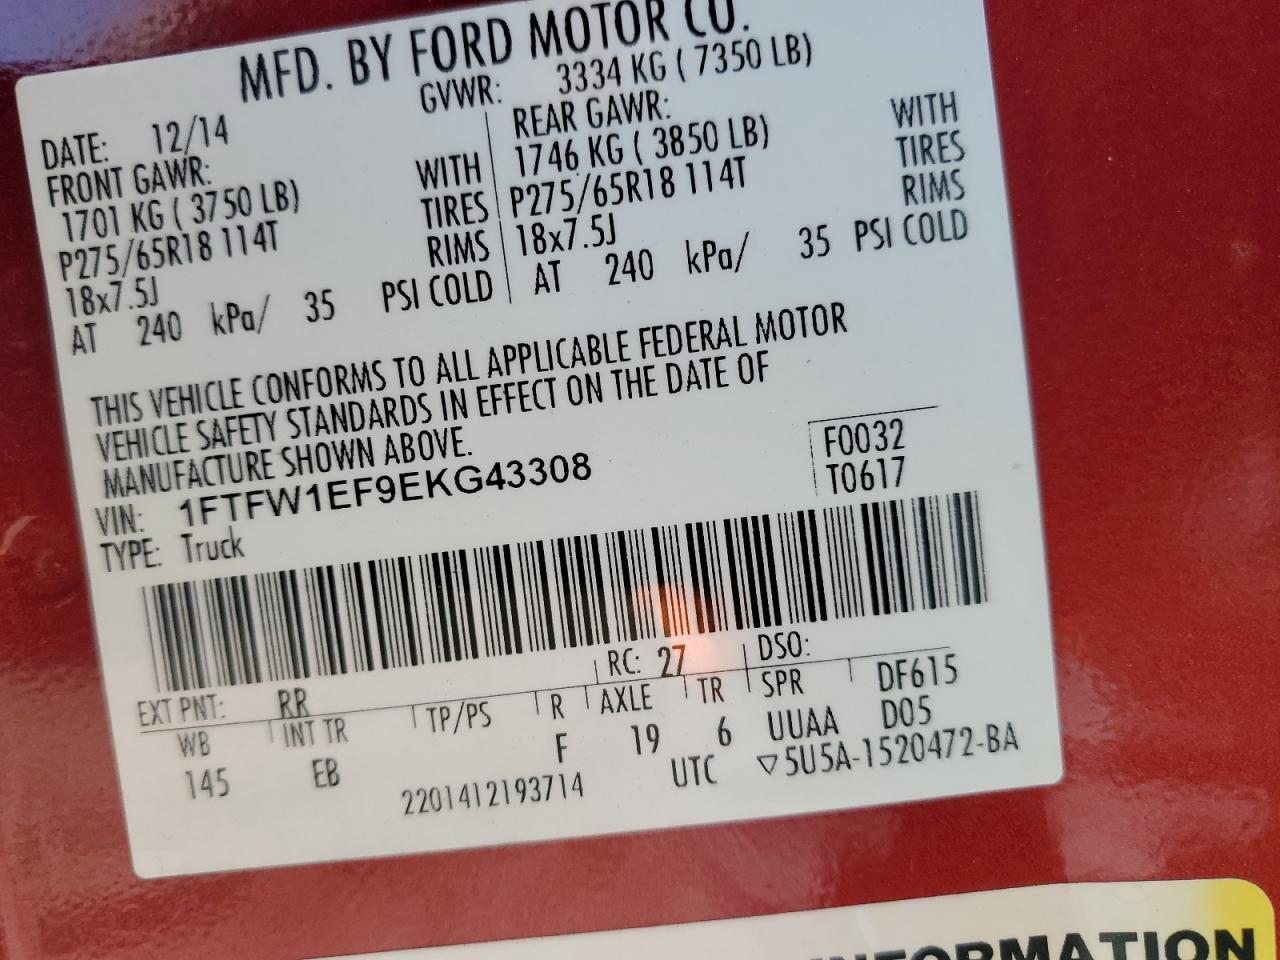 MFD. BY FORD MOTOR CO.
DATE: 12/14 GVWR: 3334 KG ( 7350 LB)
FRONT GAWR: REAR GAWR:
1701 KG ( 3750 LB) WITH 1746 KG ( 3850 LB) WITH
P275/65R18 114T TIRES P275/65R18 114T TIRES
18x7.5J RIMS 18x7.5J RIMS
AT 240 kPa/ 35 PSI COLD AT 240 kPa/ 35 PSI COLD
THIS VEHICLE CONFORMS TO ALL APPLICABLE FEDERAL MOTOR
VEHICLE SAFETY STANDARDS IN EFFECT ON THE DATE OF
MANUFACTURE SHOWN ABOVE.
VIN: 1FTFW1EF9EKG43308 F0032
TYPE: Truck T0617
EXT PNT: RR RC: 27 DSO:
WB INT TR TP/PS R AXLE TR SPR DF615
145 EB F 19 6 UUAA D05
2201412193714 UTC ▽5U5A-1520472-BA
INFORMATION